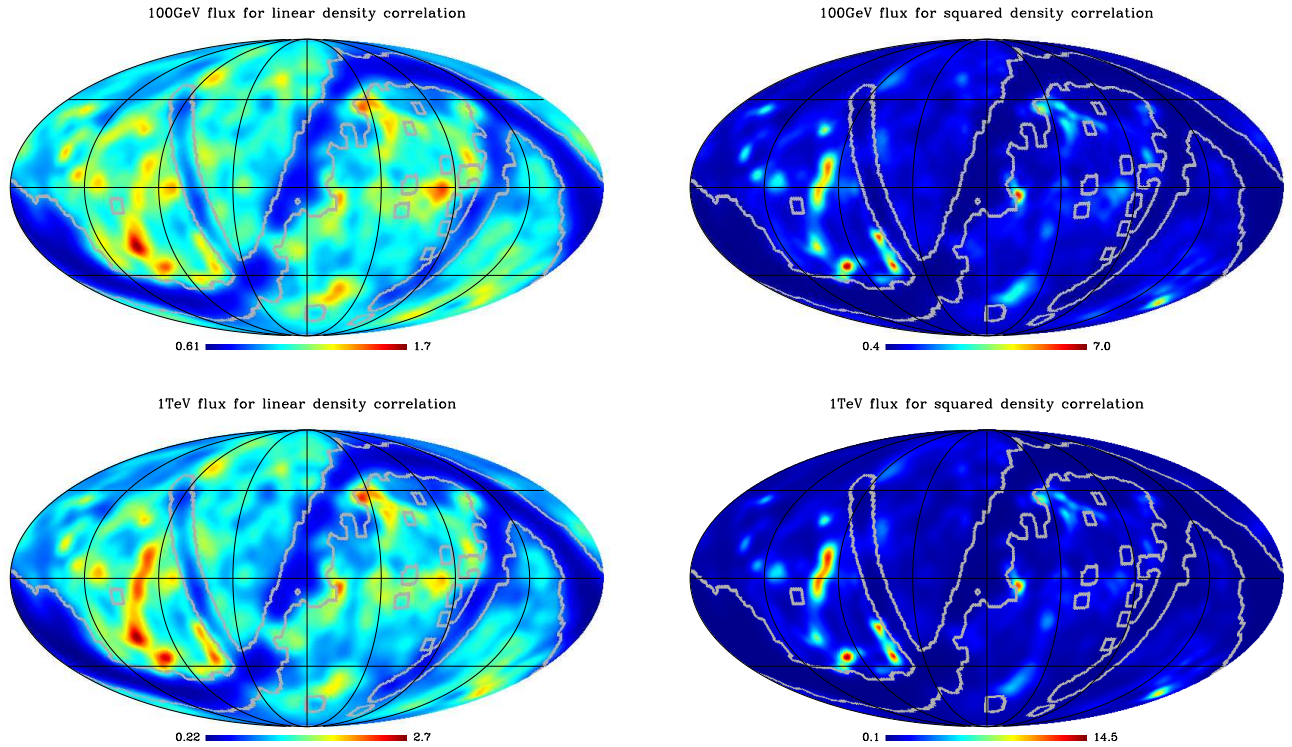 100GeV flux for linear density correlation
100GeV flux for squared density correlation
0.61 1.7
0.4 7.0
1TeV flux for linear density correlation
1TeV flux for squared density correlation
0.22 2.7
0.1 14.5